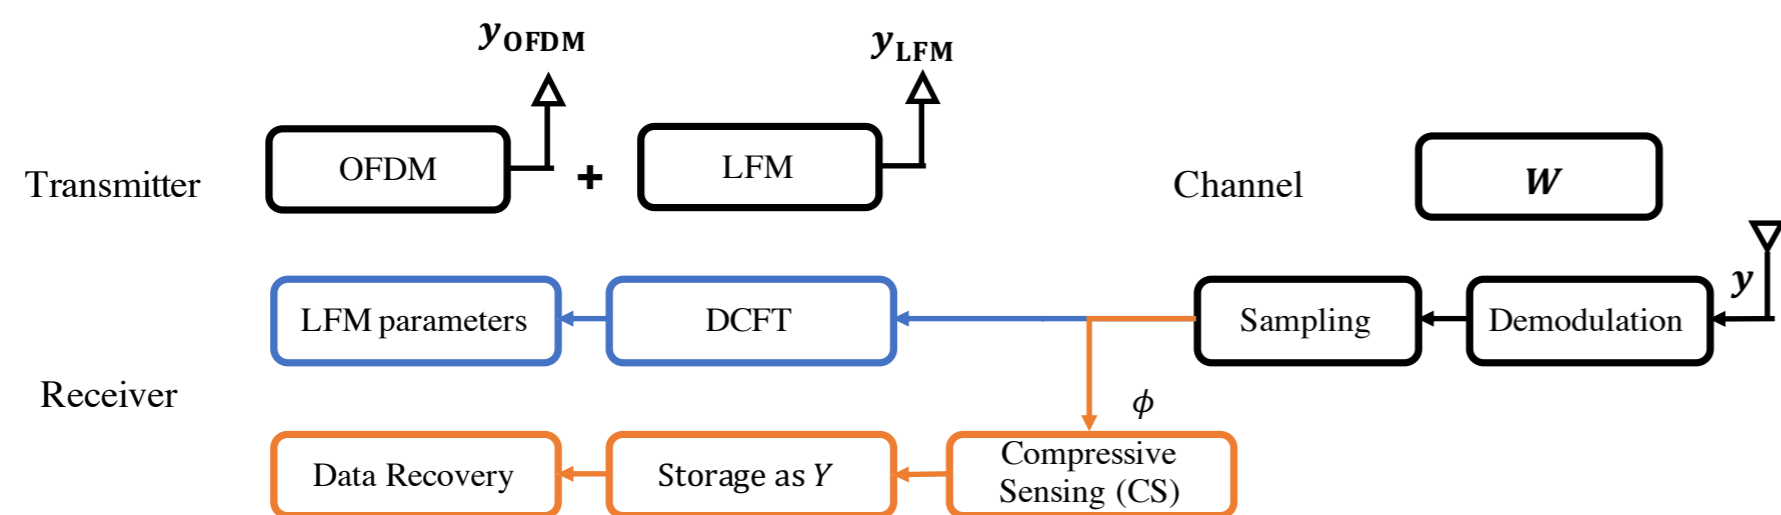 y_OFDM
y_LFM
Transmitter
OFDM
+
LFM
Channel
W
y
LFM parameters
DCFT
Sampling
Demodulation
Receiver
ϕ
Data Recovery
Storage as Y
Compressive
Sensing (CS)